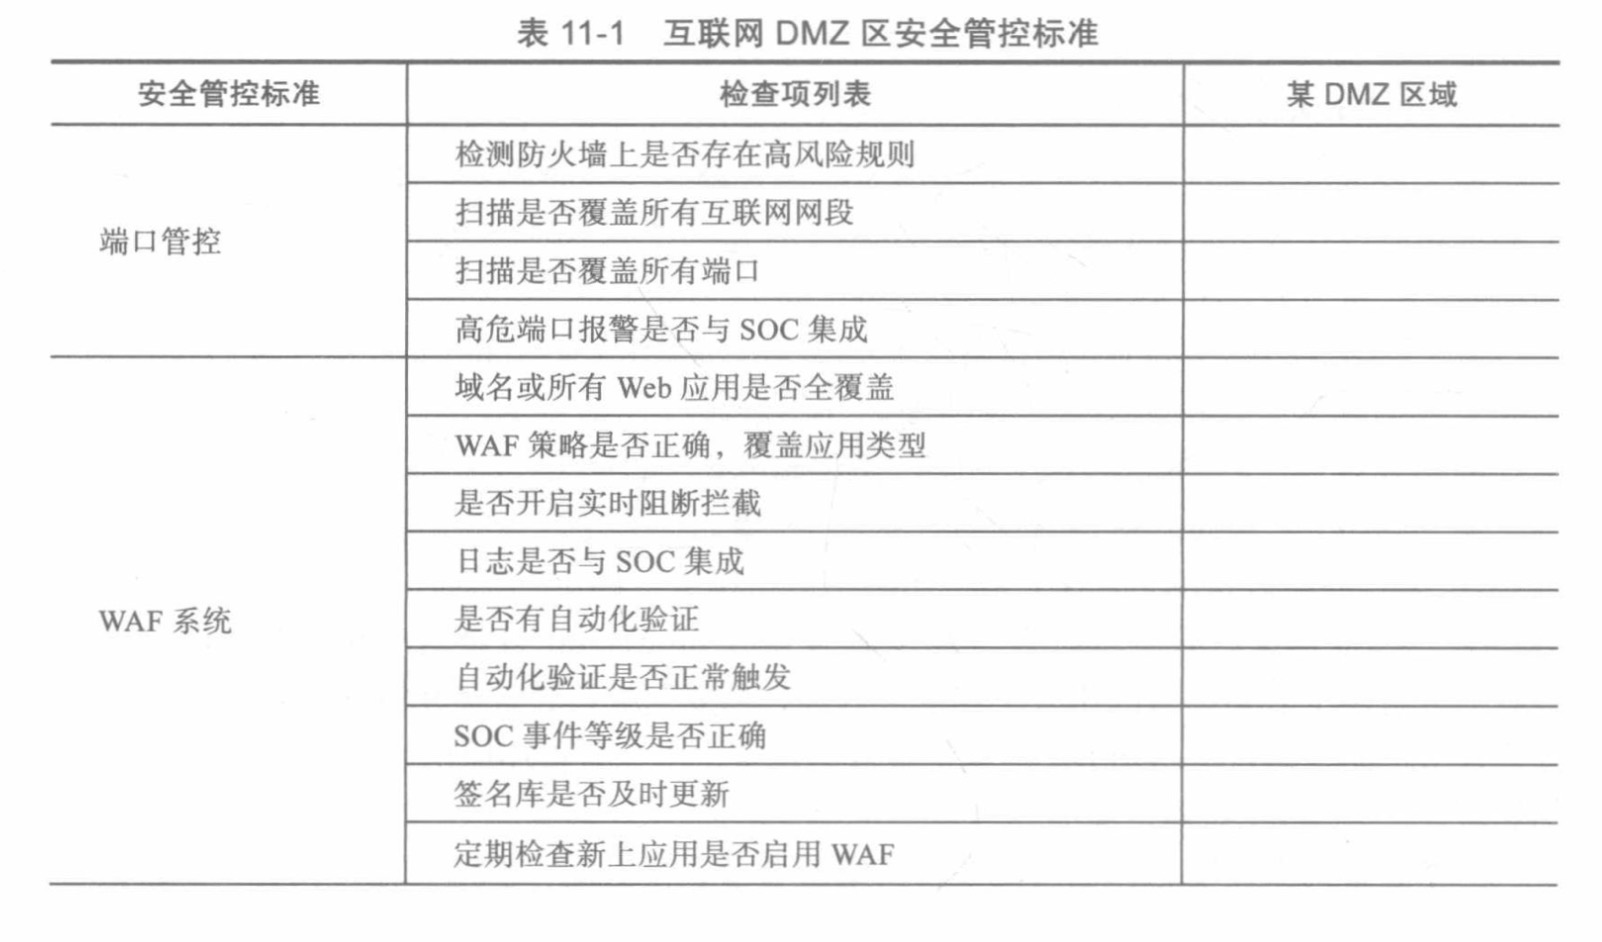 表 11-1 互联网 DMZ 区安全管控标准
安全管控标准 检查项列表 某 DMZ 区域
端口管控
检测防火墙上是否存在高风险规则
扫描是否覆盖所有互联网网段
扫描是否覆盖所有端口
高危端口报警是否与 SOC 集成
WAF 系统
域名或所有 Web 应用是否全覆盖
WAF 策略是否正确，覆盖应用类型
是否开启实时阻断拦截
日志是否与 SOC 集成
是否有自动化验证
自动化验证是否正常触发
SOC 事件等级是否正确
签名库是否及时更新
定期检查新上应用是否启用 WAF